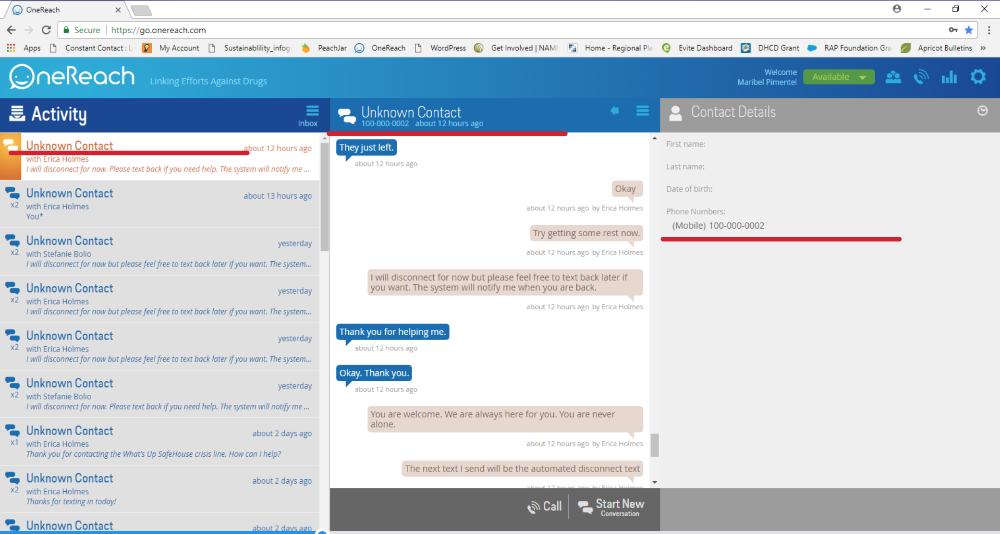 OneReach
Secure https://go.onereach.com
Apps Constant Contact : L My Account Sustainablility_infogr PeachJar OneReach WordPress Get Involved | NAMI Home - Regional Pla Evite Dashboard DHCD Grant RAP Foundation Gra Apricot Bulletins »
OneReach Linking Efforts Against Drugs
Welcome
Maribel Pimentel
Available
Activity
Inbox
Unknown Contact
about 12 hours ago
with Erica Holmes
I will disconnect for now. Please text back if you need help. The system will notify me ...
Unknown Contact
about 13 hours ago
x2 with Erica Holmes
You*
Unknown Contact
yesterday
x2 with Stefanie Bolio
I will disconnect for now but please feel free to text back later if you want. The system...
Unknown Contact
yesterday
x2 with Erica Holmes
I will disconnect for now but please feel free to text back later if you want. The system...
Unknown Contact
yesterday
x2 with Erica Holmes
I will disconnect for now but please feel free to text back later if you want. The system...
Unknown Contact
yesterday
x2 with Stefanie Bolio
I will disconnect for now. Please text back if you need help. The system will notify me ...
Unknown Contact
about 2 days ago
x1 with Erica Holmes
Thank you for contacting the What's Up SafeHouse crisis line. How can I help?
Unknown Contact
about 2 days ago
x2 with Erica Holmes
Thanks for texting in today!
Unknown Contact
about 2 days ago
Unknown Contact
100-000-0002 about 12 hours ago
They just left.
about 12 hours ago
Okay
about 12 hours ago by Erica Holmes
Try getting some rest now.
about 12 hours ago by Erica Holmes
I will disconnect for now but please feel free to text back later if
you want. The system will notify me when you are back.
about 12 hours ago by Erica Holmes
Thank you for helping me.
about 12 hours ago
Okay. Thank you.
about 12 hours ago
You are welcome. We are always here for you. You are never
alone.
about 12 hours ago by Erica Holmes
The next text I send will be the automated disconnect text
about 12 hours ago by Erica Holmes
Call
Start New
Conversation
Contact Details
First name:
Last name:
Date of birth:
Phone Numbers:
(Mobile) 100-000-0002